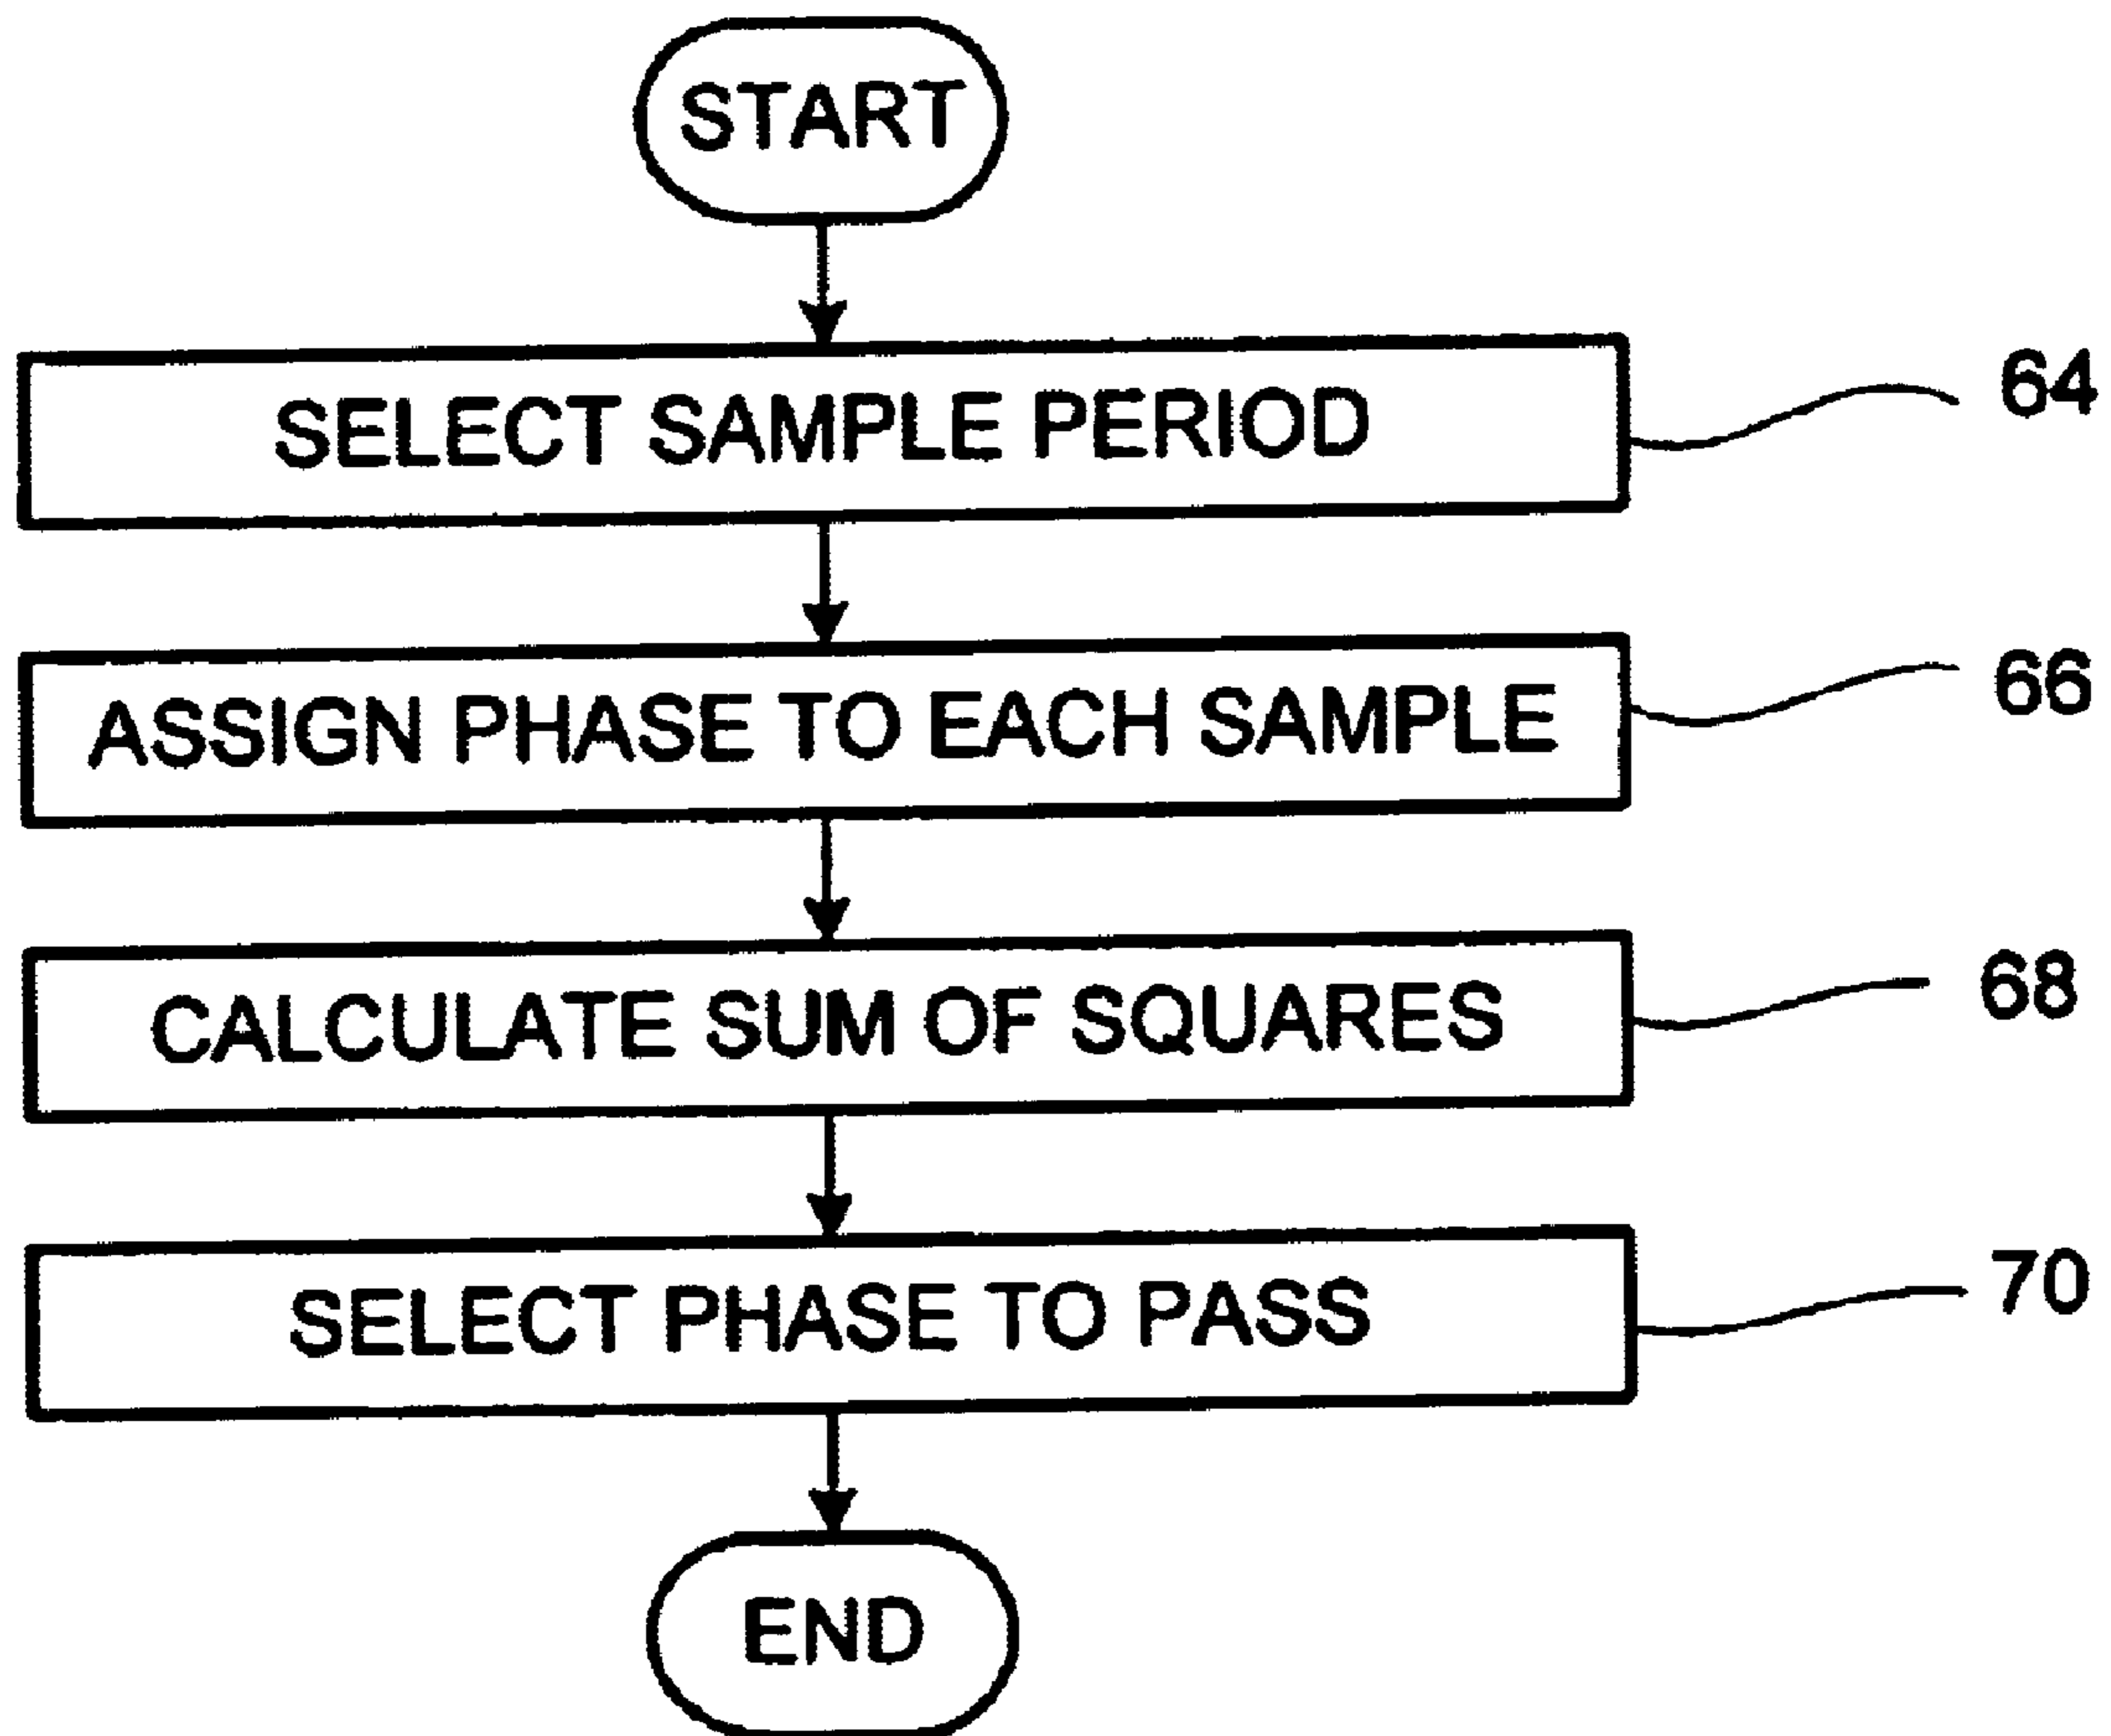 START
SELECT SAMPLE PERIOD 64
ASSIGN PHASE TO EACH SAMPLE 66
CALCULATE SUM OF SQUARES 68
SELECT PHASE TO PASS 70
END